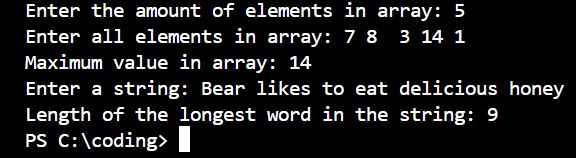 Enter the amount of elements in array: 5
Enter all elements in array: 7 8  3 14 1
Maximum value in array: 14
Enter a string: Bear likes to eat delicious honey
Length of the longest word in the string: 9
PS C:\coding>